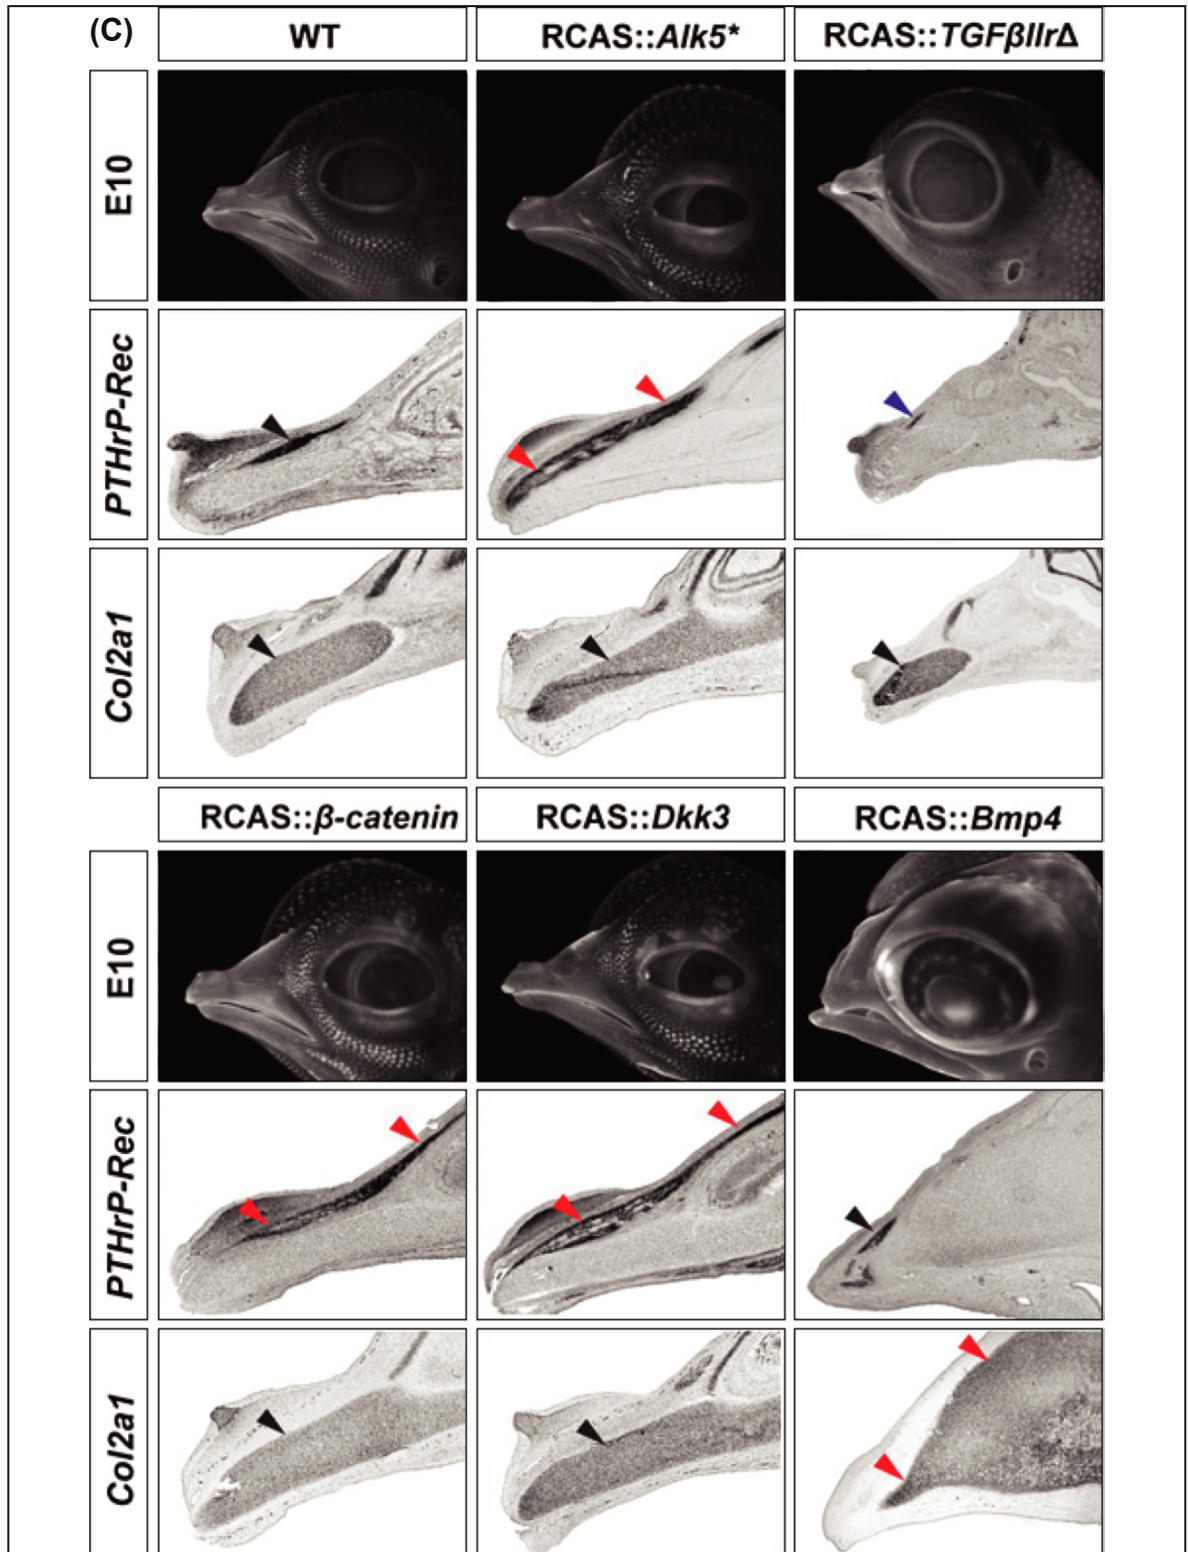 (C)
WT
RCAS::Alk5*
RCAS::TGFβIIrΔ
E10
PTHrP-Rec
Col2a1
RCAS::β-catenin
RCAS::Dkk3
RCAS::Bmp4
E10
PTHrP-Rec
Col2a1